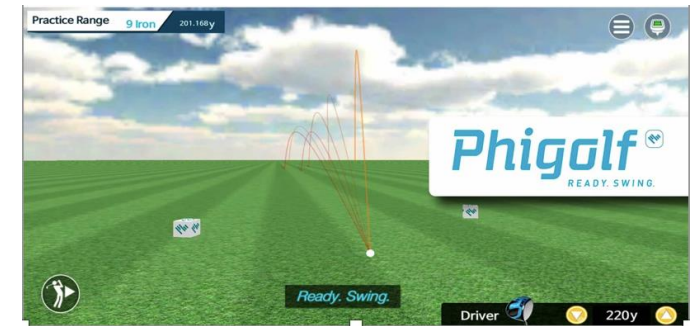 Practice Range 9 Iron 201.168y
Phigolf
READY. SWING.
Ready. Swing.
Driver 220y